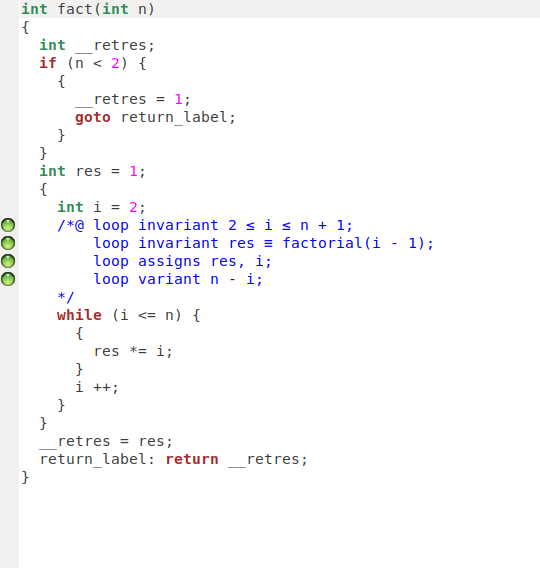 int fact(int n)
{
  int __retres;
  if (n < 2) {
    {
      __retres = 1;
      goto return_label;
    }
  }
  int res = 1;
  {
    int i = 2;
    /*@ loop invariant 2 ≤ i ≤ n + 1;
        loop invariant res ≡ factorial(i - 1);
        loop assigns res, i;
        loop variant n - i;
    */
    while (i <= n) {
      {
        res *= i;
      }
      i ++;
    }
  }
  __retres = res;
  return_label: return __retres;
}